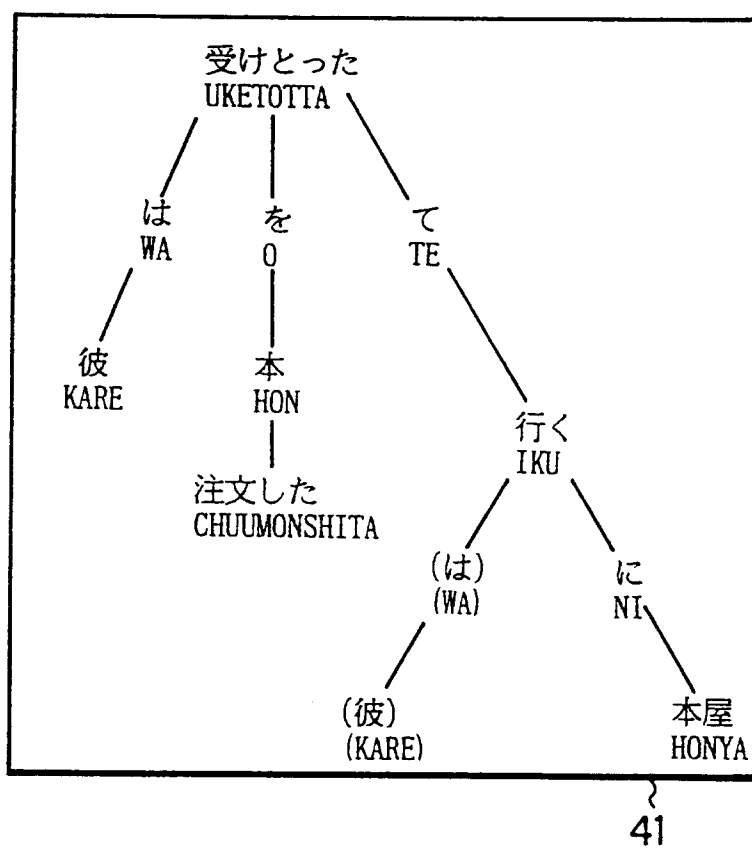 受けとった
UKETOTTA
は
WA
を
O
て
TE
彼
KARE
本
HON
行く
IKU
注文した
CHUUMONSHITA
(は)
(WA)
に
NI
(彼)
(KARE)
本屋
HONYA
41